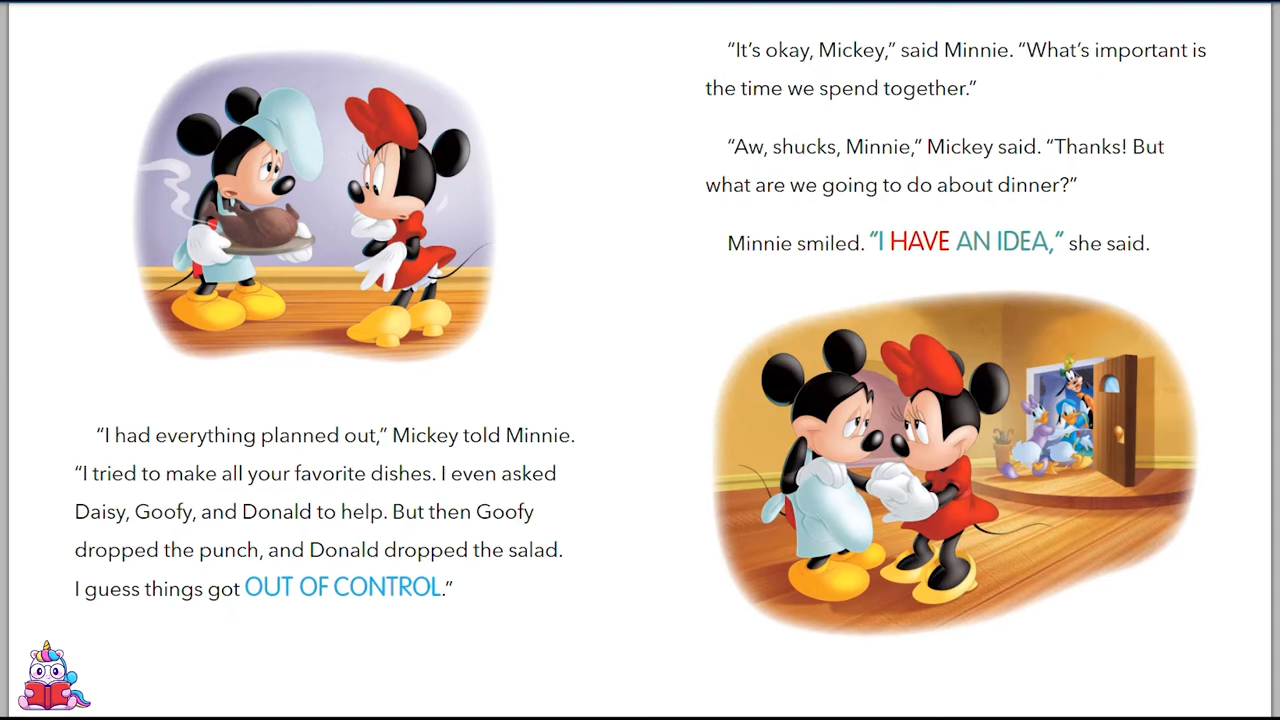 “I had everything planned out,” Mickey told Minnie.
“I tried to make all your favorite dishes. I even asked
Daisy, Goofy, and Donald to help. But then Goofy
dropped the punch, and Donald dropped the salad.
I guess things got OUT OF CONTROL.”
“It’s okay, Mickey,” said Minnie. “What’s important is
the time we spend together.”
“Aw, shucks, Minnie,” Mickey said. “Thanks! But
what are we going to do about dinner?”
Minnie smiled. “I HAVE AN IDEA,” she said.